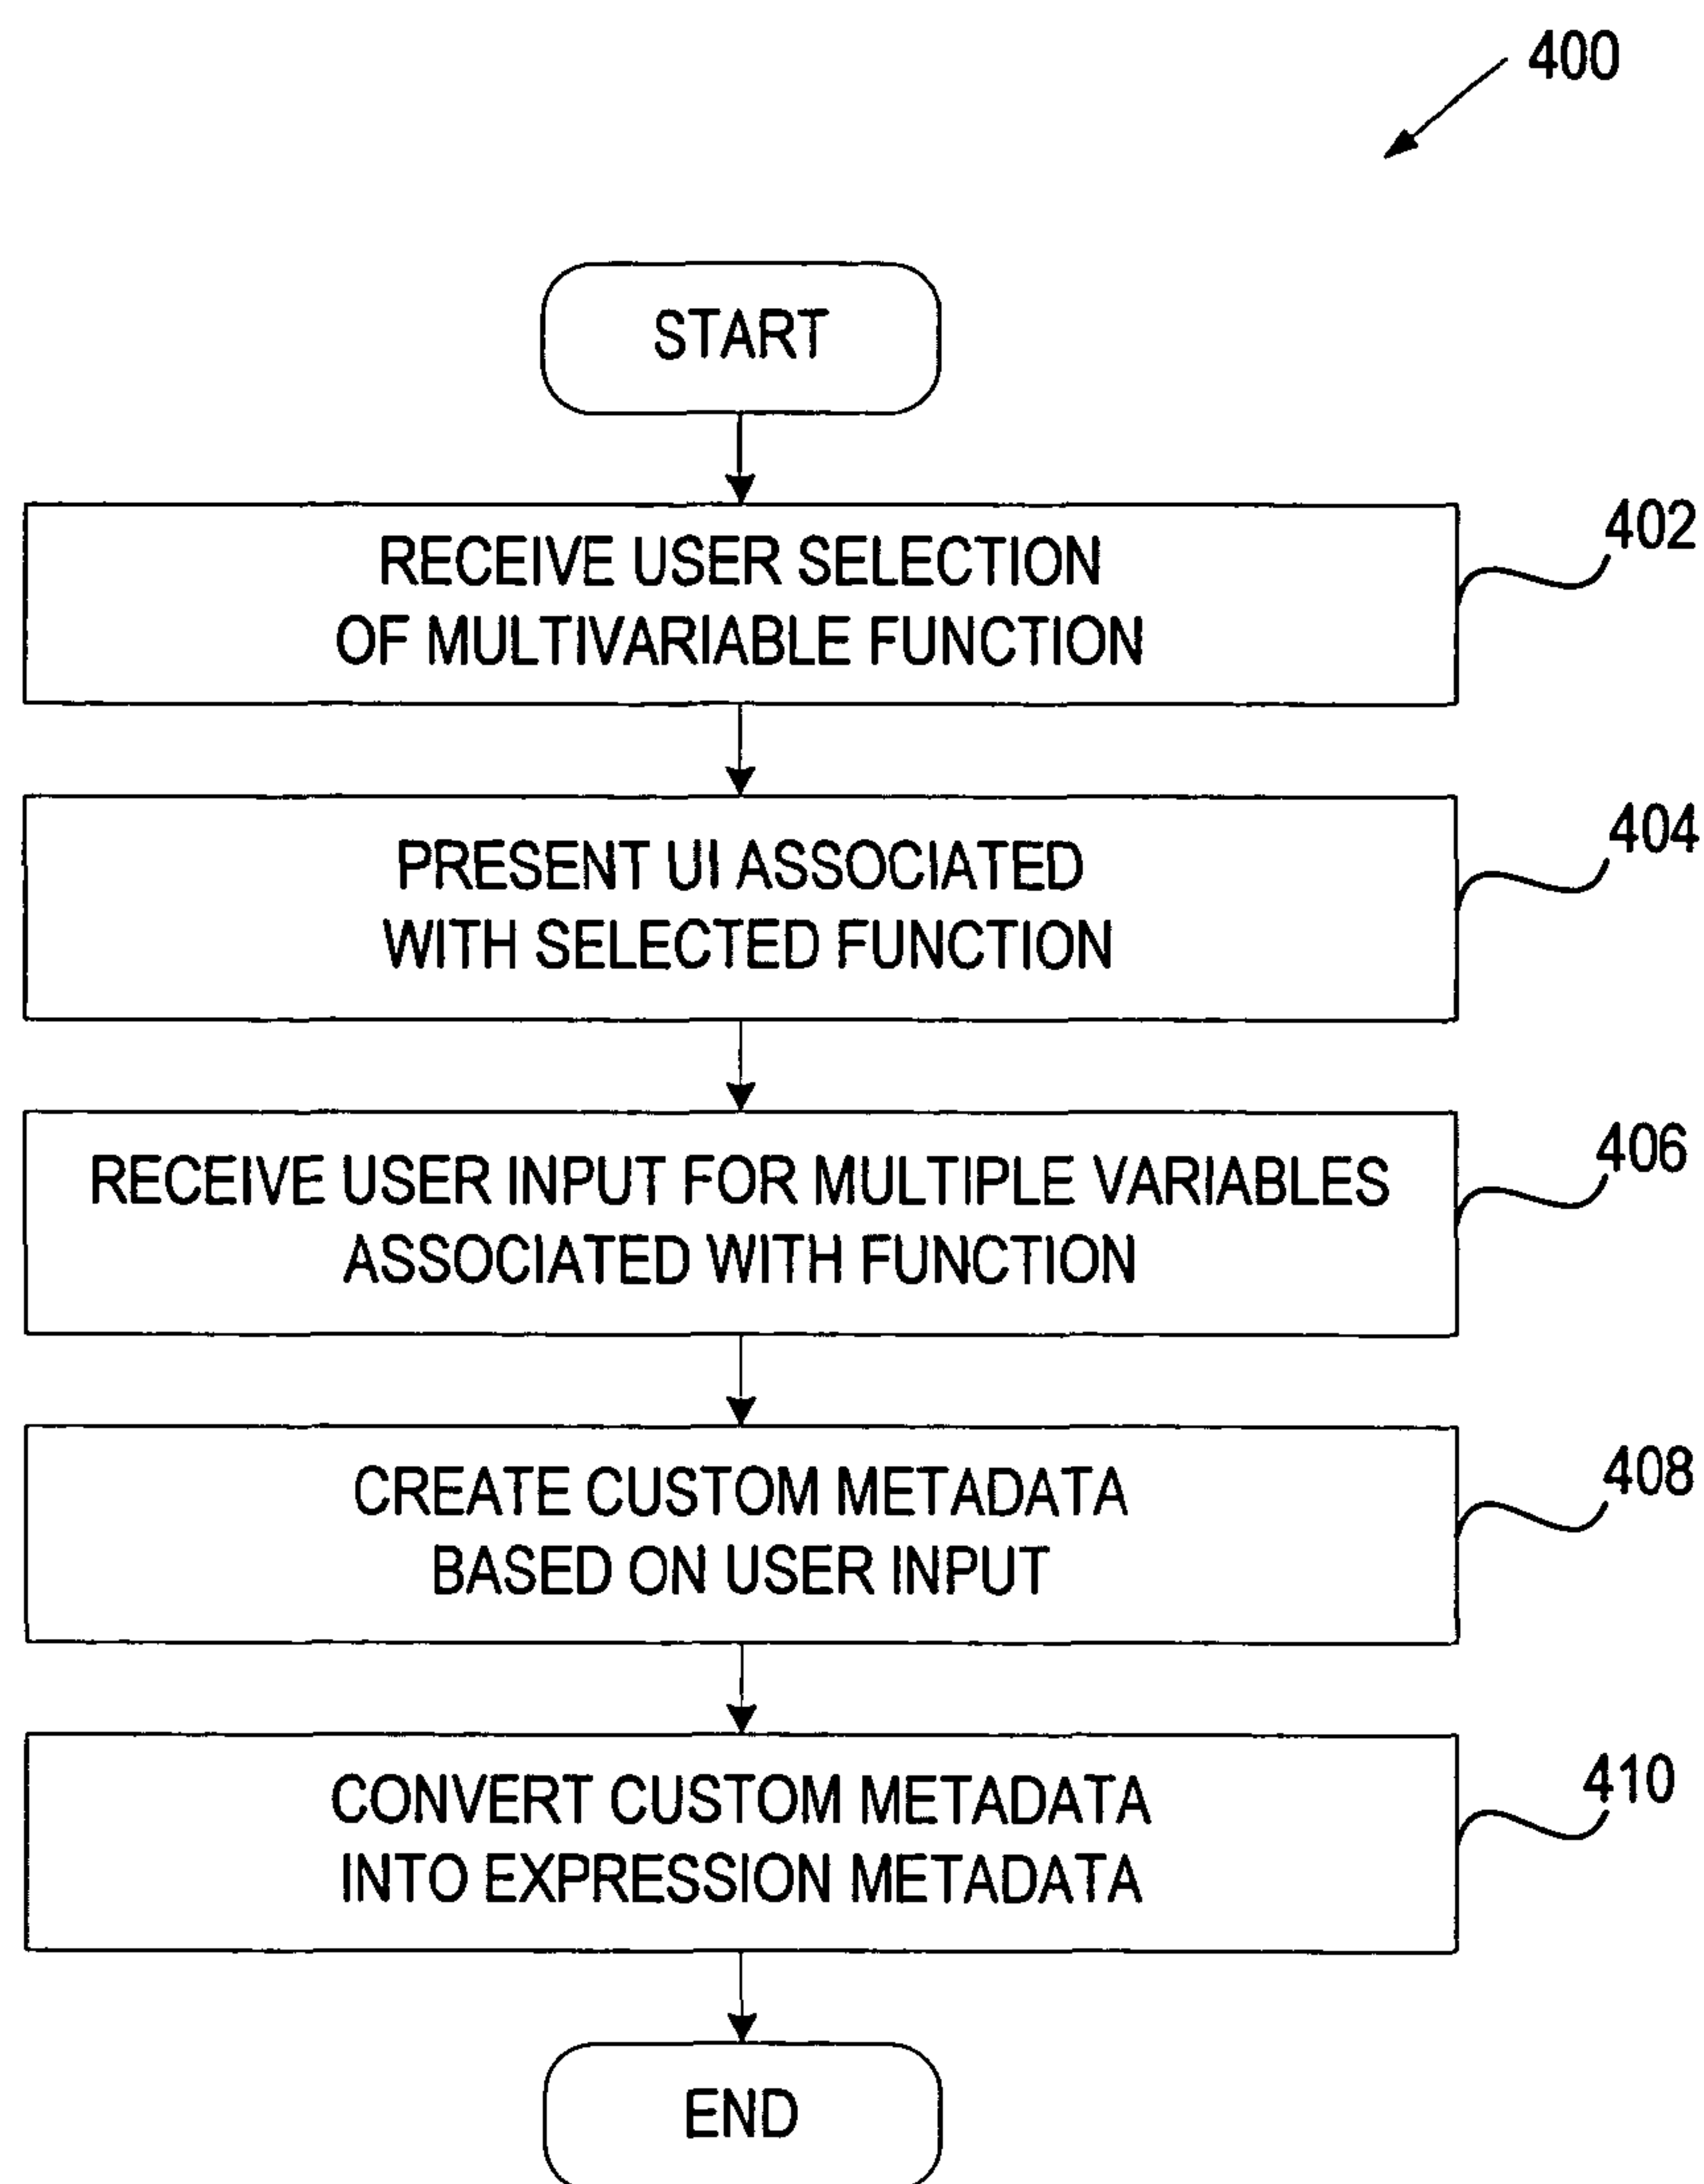 400
START
RECEIVE USER SELECTION
OF MULTIVARIABLE FUNCTION
402
PRESENT UI ASSOCIATED
WITH SELECTED FUNCTION
404
RECEIVE USER INPUT FOR MULTIPLE VARIABLES
ASSOCIATED WITH FUNCTION
406
CREATE CUSTOM METADATA
BASED ON USER INPUT
408
CONVERT CUSTOM METADATA
INTO EXPRESSION METADATA
410
END